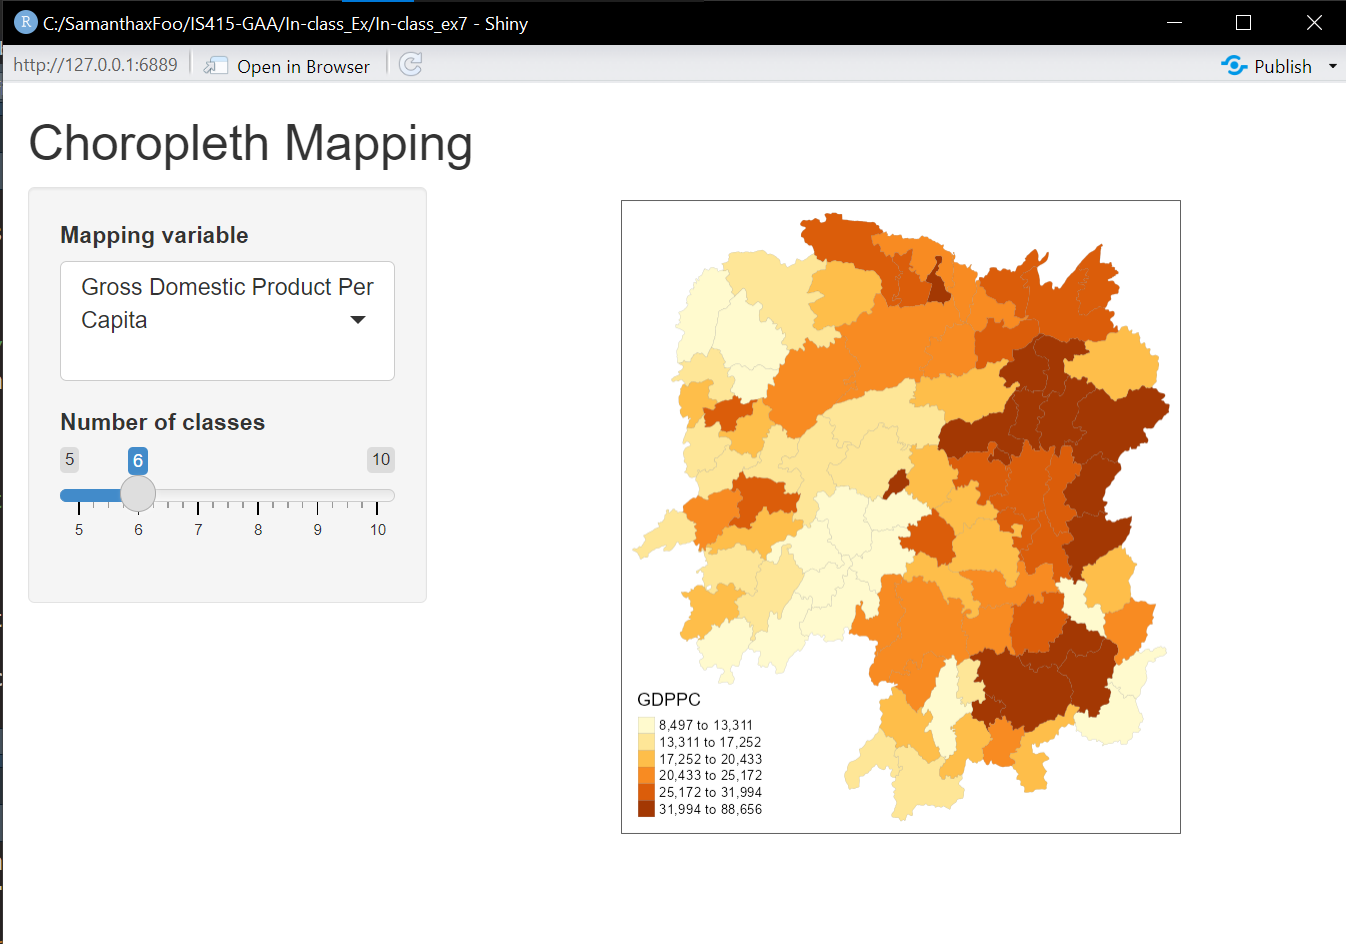 R C:/SamanthaxFoo/IS415-GAA/In-class_Ex/In-class_ex7 - Shiny
http://127.0.0.1:6889 Open in Browser Publish
Choropleth Mapping
Mapping variable
Gross Domestic Product Per
Capita
Number of classes
5 6 10
5 6 7 8 9 10
GDPPC
8,497 to 13,311
13,311 to 17,252
17,252 to 20,433
20,433 to 25,172
25,172 to 31,994
31,994 to 88,656